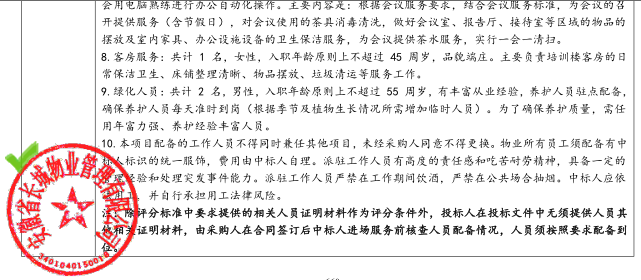 会用电脑熟练进行办公自动化操作。主要内容是：根据会议服务要求，结合会议服务标准，为会议的召
开提供服务（含节假日），对会议使用的茶具消毒清洗，做好会议室、报告厅、接待室等区域的物品的
摆放及室内家具、办公设施设备的卫生保洁服务，为会议提供茶水服务，实行一会一清扫。
8. 客房服务：共计 1 名，女性，入职年龄原则上不超过 45 周岁，品貌端庄。主要负责培训楼客房的日
常保洁卫生、床铺整理清晰、物品摆放、垃圾清运等服务工作。
9. 绿化人员：共计 2 名，男性，入职年龄原则上不超过 55 周岁，有丰富从业经验，养护人员驻点配备，
确保养护人员每天准时到岗（根据季节及植物生长情况所需增加临时人员）。为了确保养护质量，需任
用年富力强、养护经验丰富人员。
10. 本项目配备的工作人员不得同时兼任其他项目，未经采购人同意不得更换。物业所有员工须配备有中
标人标识的统一服饰，费用由中标人自理。派驻工作人员有高度的责任感和吃苦耐劳精神，具备一定的
管理经验和处理突发事件能力。派驻工作人员严禁在工作期间饮酒，严禁在公共场合抽烟。中标人应依
用工，并自行承担用工法律风险。
注：除评分标准中要求提供的相关人员证明材料作为评分条件外，投标人在投标文件中无须提供人员其
他相关证明材料，由采购人在合同签订后中标人进场服务前核查人员配备情况，人员须按照要求配备到
位。
安徽省长城物业管理有限公司
3401040150018